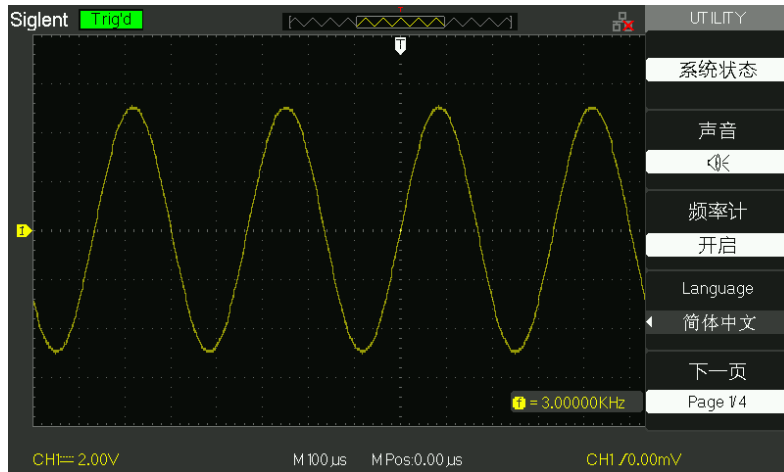 Siglent Trig'd
T
UTILITY
T
系统状态
声音
频率计
开启
Language
简体中文
下一页
Page 1/4
f = 3.00000KHz
CH1 2.00V M 100μs M Pos:0.00μs CH1 0.00mV